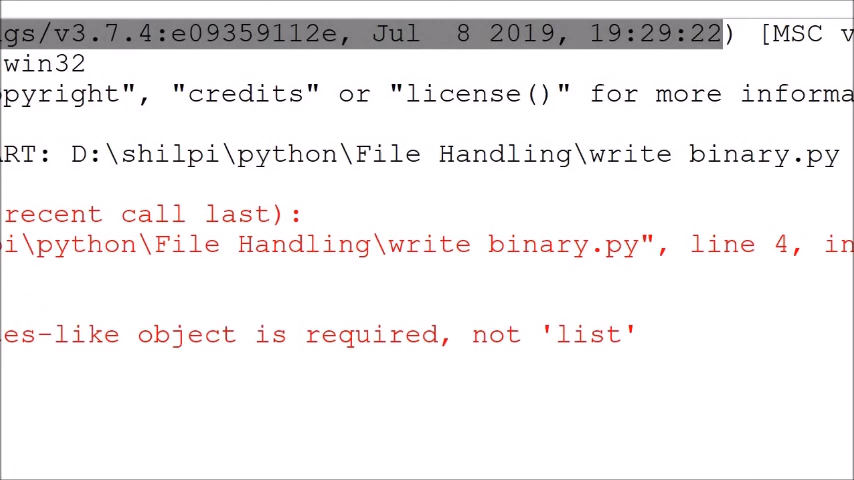 gs/v3.7.4:e09359112e, Jul  8 2019, 19:29:22) [MSC v
win32
pyright", "credits" or "license()" for more informa
ART: D:\shilpi\python\File Handling\write binary.py
recent call last):
i\python\File Handling\write binary.py", line 4, in
es-like object is required, not 'list'